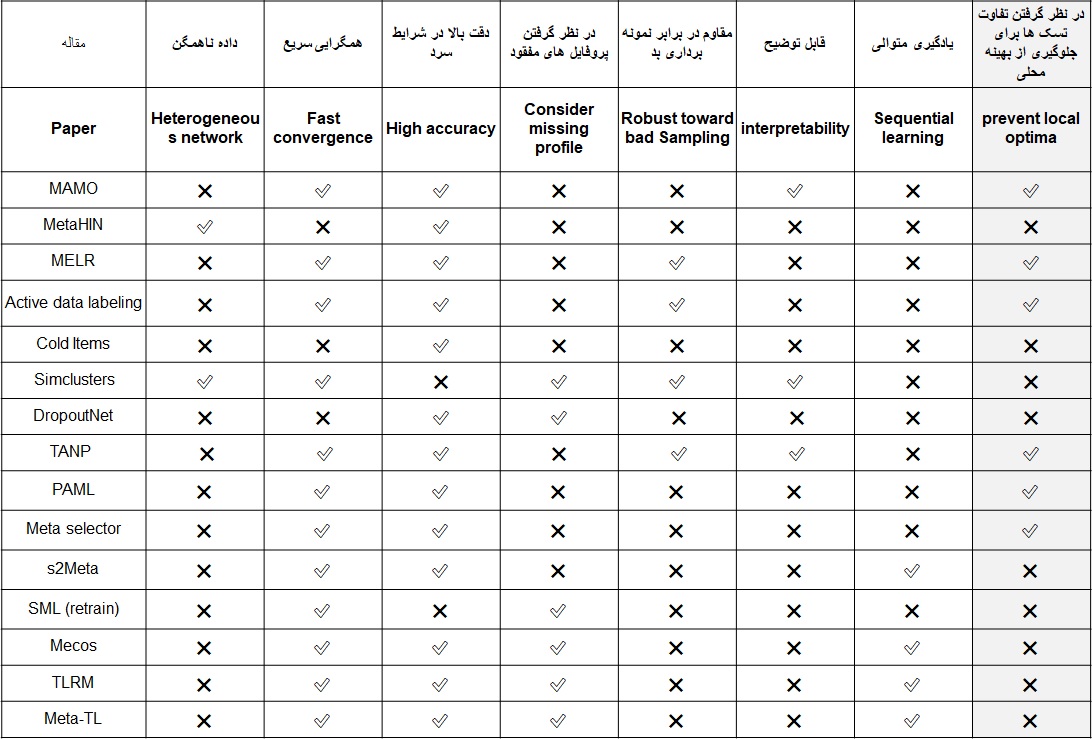 مقاله داده ناهمگن همگرایی سریع دقت بالا در شرایط سرد در نظر گرفتن پروفایل های مفقود مقاوم در برابر نمونه برداری بد قابل توضیح یادگیری متوالی در نظر گرفتن تفاوت تسک ها برای جلوگیری از بهینه محلی
Paper Heterogeneou s network Fast convergence High accuracy Consider missing profile Robust toward bad Sampling interpretability Sequential learning prevent local optima
MAMO ✕ ✓ ✓ ✕ ✕ ✓ ✕ ✓
MetaHIN ✓ ✕ ✓ ✕ ✕ ✕ ✕ ✕
MELR ✕ ✓ ✓ ✕ ✓ ✕ ✕ ✓
Active data labeling ✕ ✓ ✓ ✕ ✓ ✕ ✕ ✓
Cold Items ✕ ✕ ✓ ✕ ✕ ✕ ✕ ✕
Simclusters ✓ ✓ ✕ ✓ ✓ ✓ ✕ ✕
DropoutNet ✕ ✕ ✓ ✓ ✕ ✕ ✕ ✕
TANP ✕ ✓ ✓ ✕ ✓ ✓ ✕ ✓
PAML ✕ ✓ ✓ ✕ ✕ ✕ ✕ ✓
Meta selector ✕ ✓ ✓ ✕ ✕ ✕ ✕ ✓
s2Meta ✕ ✓ ✓ ✕ ✕ ✕ ✓ ✕
SML (retrain) ✕ ✓ ✕ ✓ ✕ ✕ ✕ ✕
Mecos ✕ ✓ ✓ ✓ ✕ ✕ ✓ ✕
TLRM ✕ ✓ ✓ ✓ ✕ ✕ ✓ ✕
Meta-TL ✕ ✓ ✓ ✓ ✕ ✕ ✓ ✕